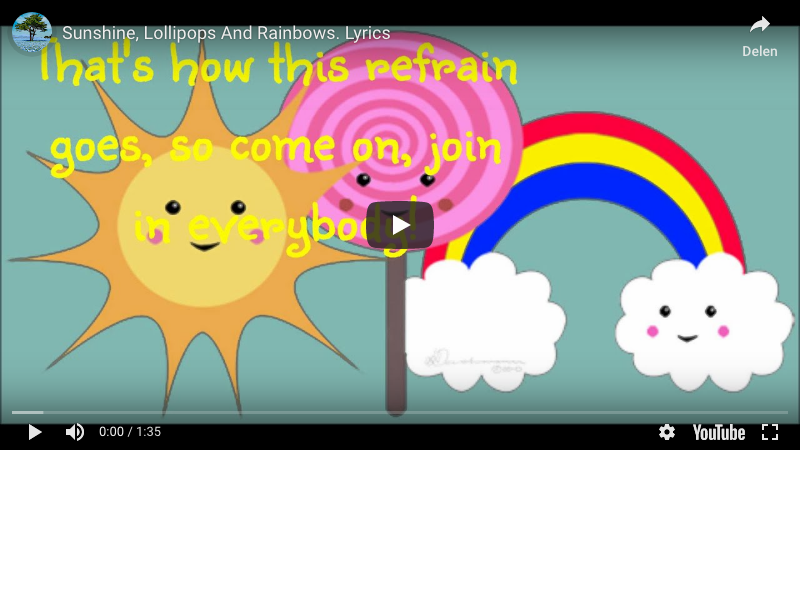 Sunshine, Lollipops And Rainbows. Lyrics
Delen
That's how this refrain
goes, so come on, join
in everybody!
0:00 / 1:35
YouTube